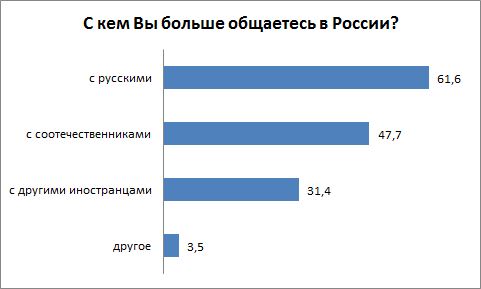 С кем Вы больше общаетесь в России?
с русскими 61,6
с соотечественниками 47,7
с другими иностранцами 31,4
другое 3,5